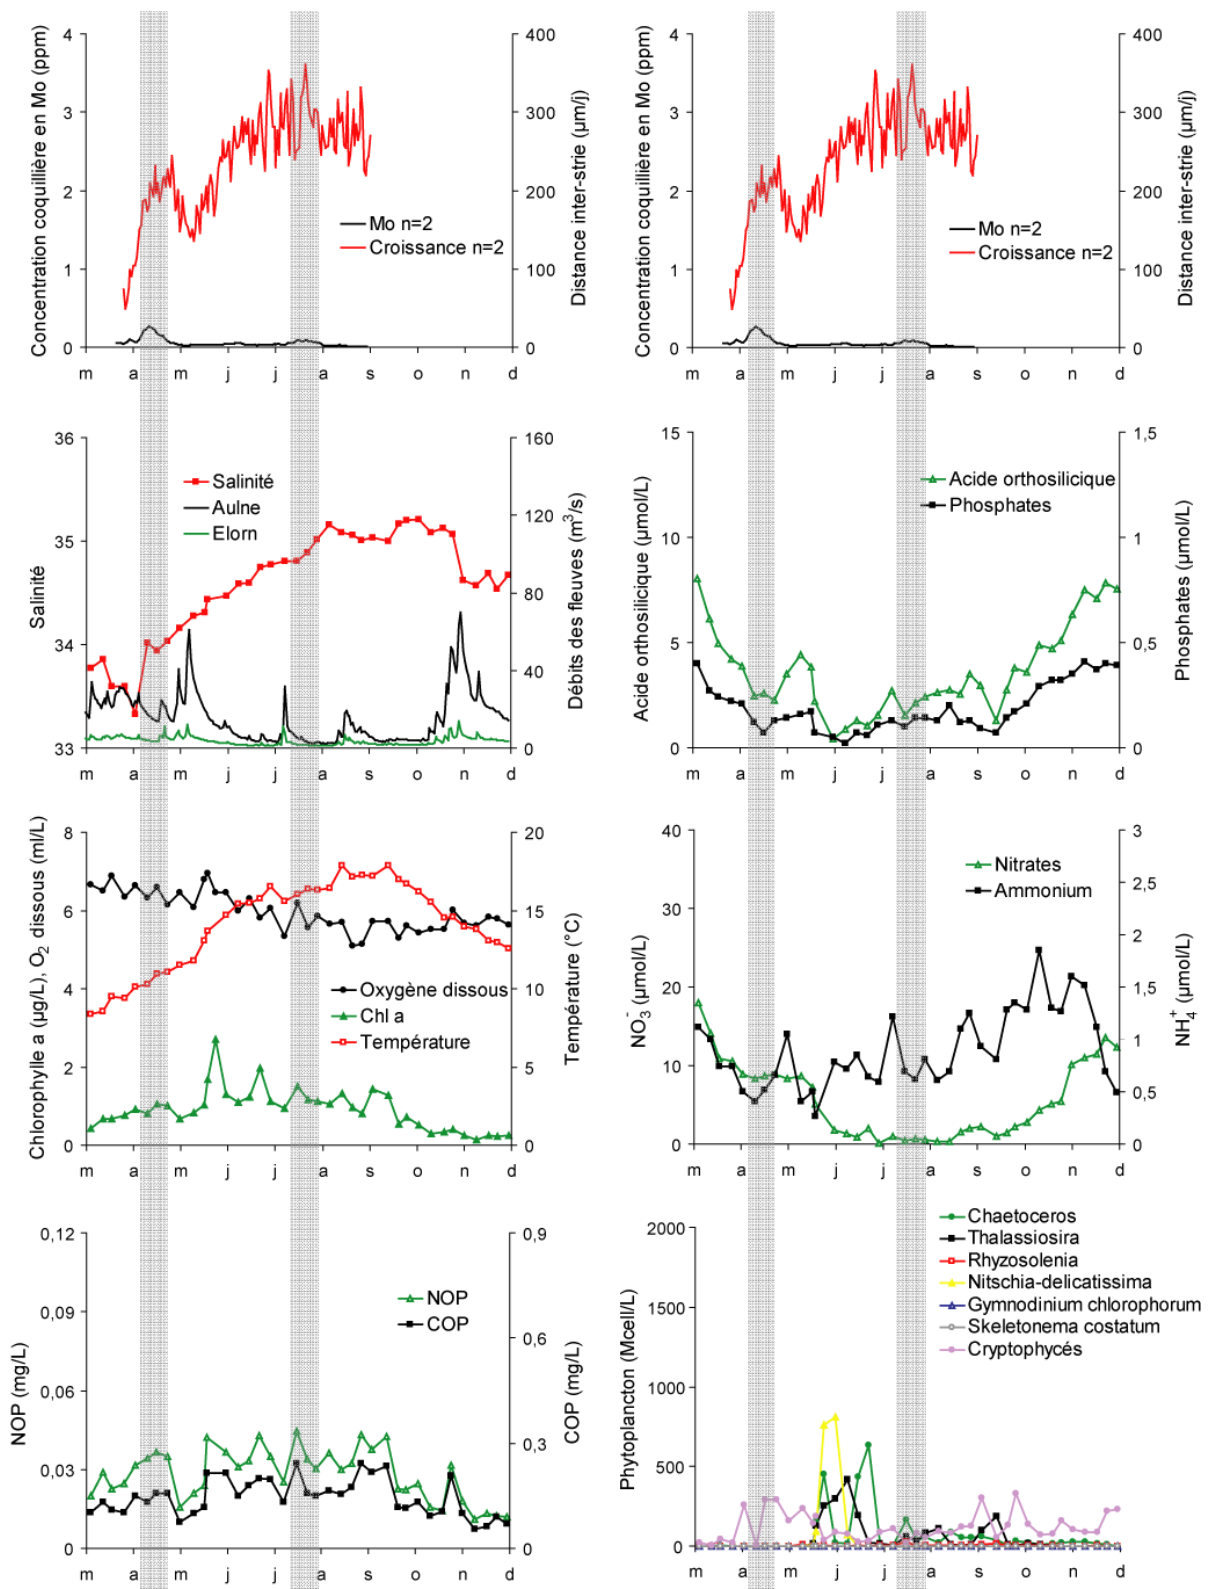 Concentration coquillière en Mo (ppm)
4
3
2
1
0
400
300
200
100
0
Distance inter-strie (µm/j)
Mo n=2
Croissance n=2
m a m j j a s o n d
Concentration coquillière en Mo (ppm)
4
3
2
1
0
400
300
200
100
0
Distance inter-strie (µm/j)
Mo n=2
Croissance n=2
m a m j j a s o n d
Salinité
36
35
34
33
160
120
80
40
0
Débits des fleuves (m³/s)
Salinité
Aulne
Elorn
m a m j j a s o n d
Acide orthosilicique (µmol/L)
15
10
5
0
1,5
1
0,5
0
Phosphates (µmol/L)
Acide orthosilicique
Phosphates
m a m j j a s o n d
Chlorophylle a (µg/L), O₂ dissous (ml/L)
8
6
4
2
0
20
15
10
5
0
Température (°C)
Oxygène dissous
Chl a
Température
m a m j j a s o n d
NO₃⁻ (µmol/L)
40
30
20
10
0
3
2,5
2
1,5
1
0,5
0
NH₄⁺ (µmol/L)
Nitrates
Ammonium
m a m j j a s o n d
NOP (mg/L)
0,12
0,09
0,06
0,03
0
0,9
0,6
0,3
0
COP (mg/L)
NOP
COP
m a m j j a s o n d
Phytoplancton (Mcell/L)
2000
1500
1000
500
0
Chaetoceros
Thalassiosira
Rhyzosolenia
Nitschia-delicatissima
Gymnodinium chlorophorum
Skeletonema costatum
Cryptophycés
m a m j j a s o n d